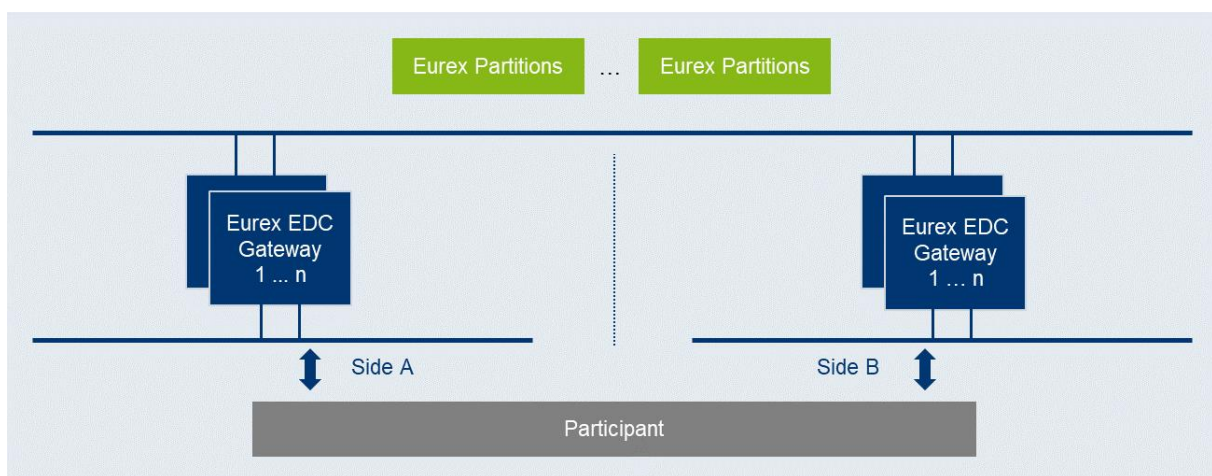 Eurex Partitions ... Eurex Partitions
Eurex EDC
Gateway
1 ... n
Eurex EDC
Gateway
1 ... n
Side A
Side B
Participant